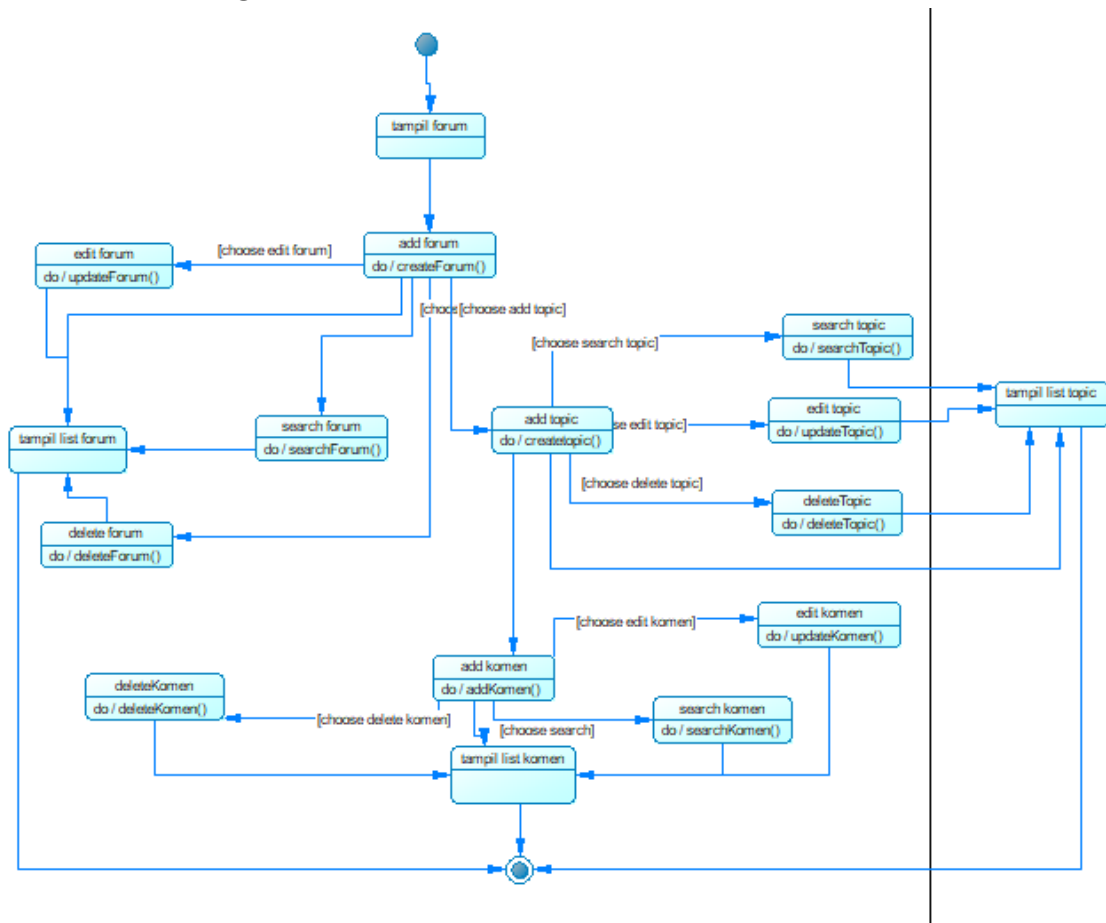 tampil forum
add forum
do / createForum()
[choose edit forum]
edit forum
do / updateForum()
[choose add topic]
search topic
do / searchTopic()
[choose search topic]
tampil list topic
edit topic
do / updateTopic()
add topic
do / createtopic()
edit topic]
search forum
do / searchForum()
tampil list forum
[choose delete topic]
deleteTopic
do / deleteTopic()
delete forum
do / deleteForum()
edit komen
do / updateKomen()
[choose edit komen]
add komen
do / addKomen()
deleteKomen
do / deleteKomen()
[choose delete komen]
search komen
do / searchKomen()
[choose search]
tampil list komen